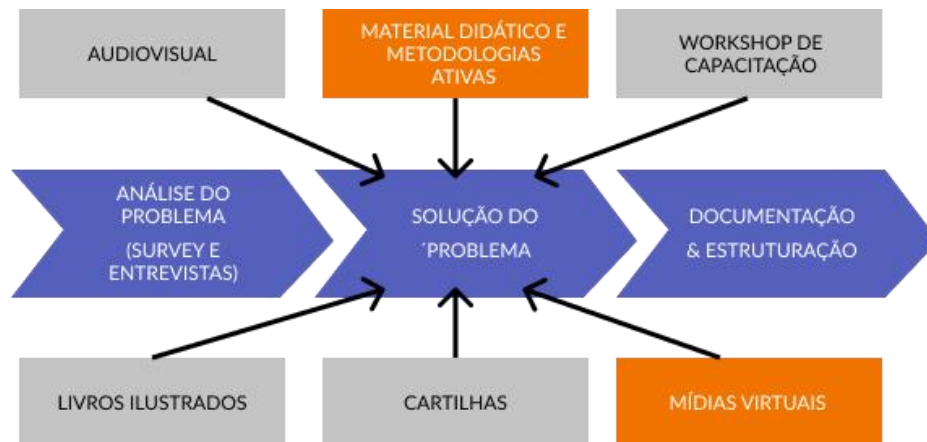 AUDIOVISUAL
MATERIAL DIDÁTICO E
METODOLOGIAS
ATIVAS
WORKSHOP DE
CAPACITAÇÃO
ANÁLISE DO
PROBLEMA
(SURVEY E
ENTREVISTAS)
SOLUÇÃO DO
´PROBLEMA
DOCUMENTAÇÃO
& ESTRUTURAÇÃO
LIVROS ILUSTRADOS
CARTILHAS
MÍDIAS VIRTUAIS